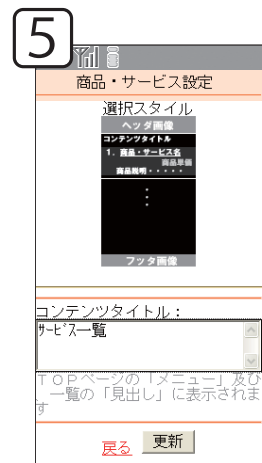 5
商品・サービス設定
選択スタイル
ヘッダ画像
コンテンツタイトル
1. 商品・サービス名
商品単価
商品説明・・・・・
フッタ画像
コンテンツタイトル：
ｻｰﾋﾞｽ一覧
ＴＯＰページの「メニュー」及び
、一覧の「見出し」に表示されま
す
戻る 更新